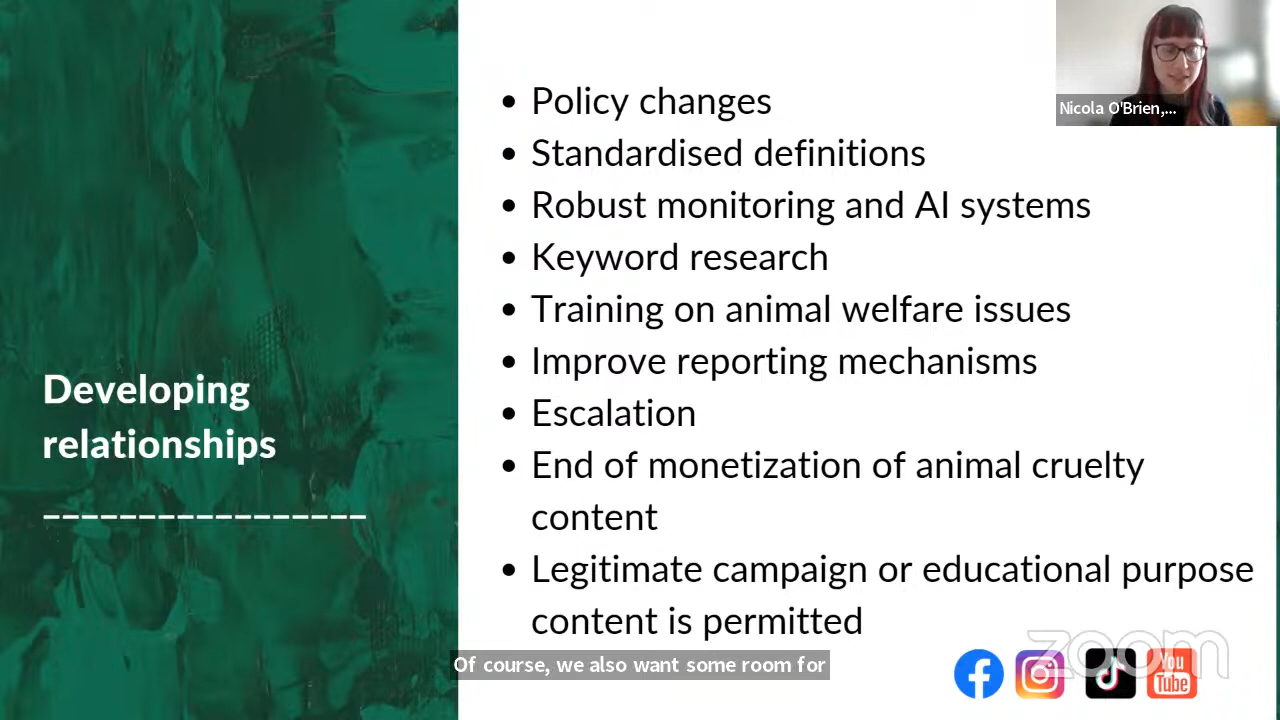 Developing
relationships
• Policy changes
• Standardised definitions
• Robust monitoring and AI systems
• Keyword research
• Training on animal welfare issues
• Improve reporting mechanisms
• Escalation
• End of monetization of animal cruelty
content
• Legitimate campaign or educational purpose
content is permitted
Nicola O'Brien,...
Of course, we also want some room for
zoom
You
Tube